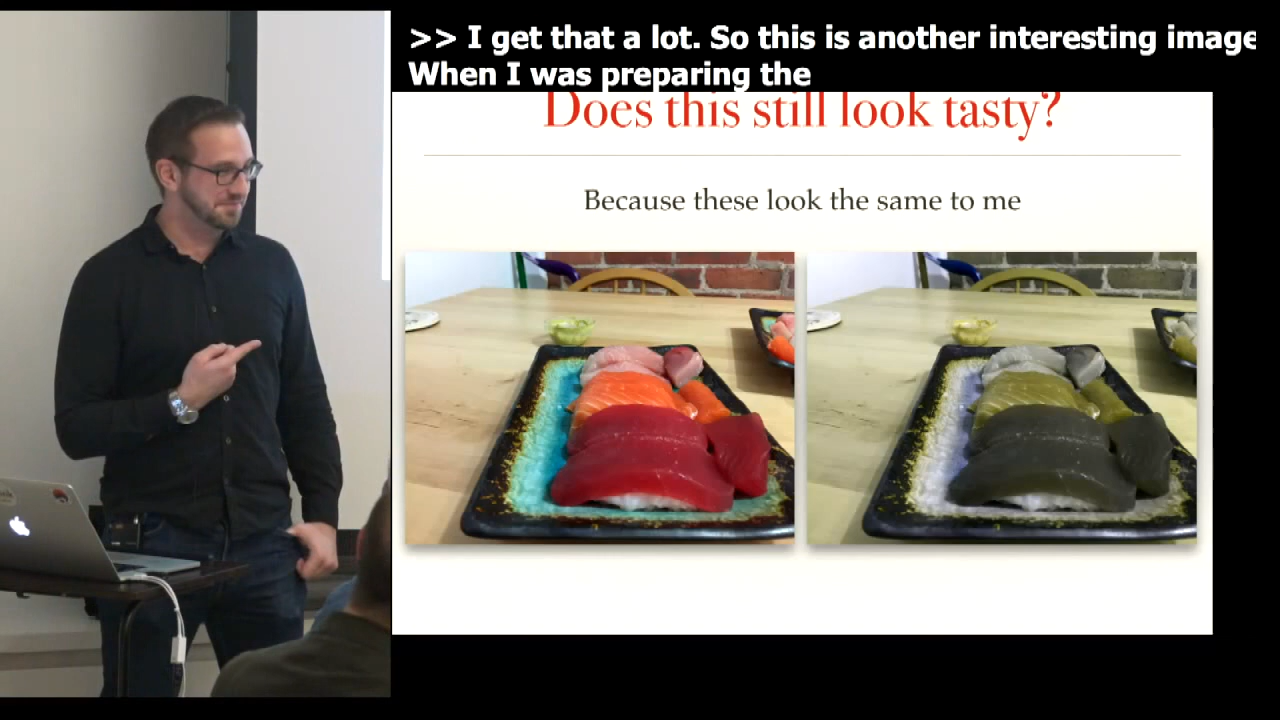 >> I get that a lot. So this is another interesting image
When I was preparing the
Does this still look tasty?
Because these look the same to me